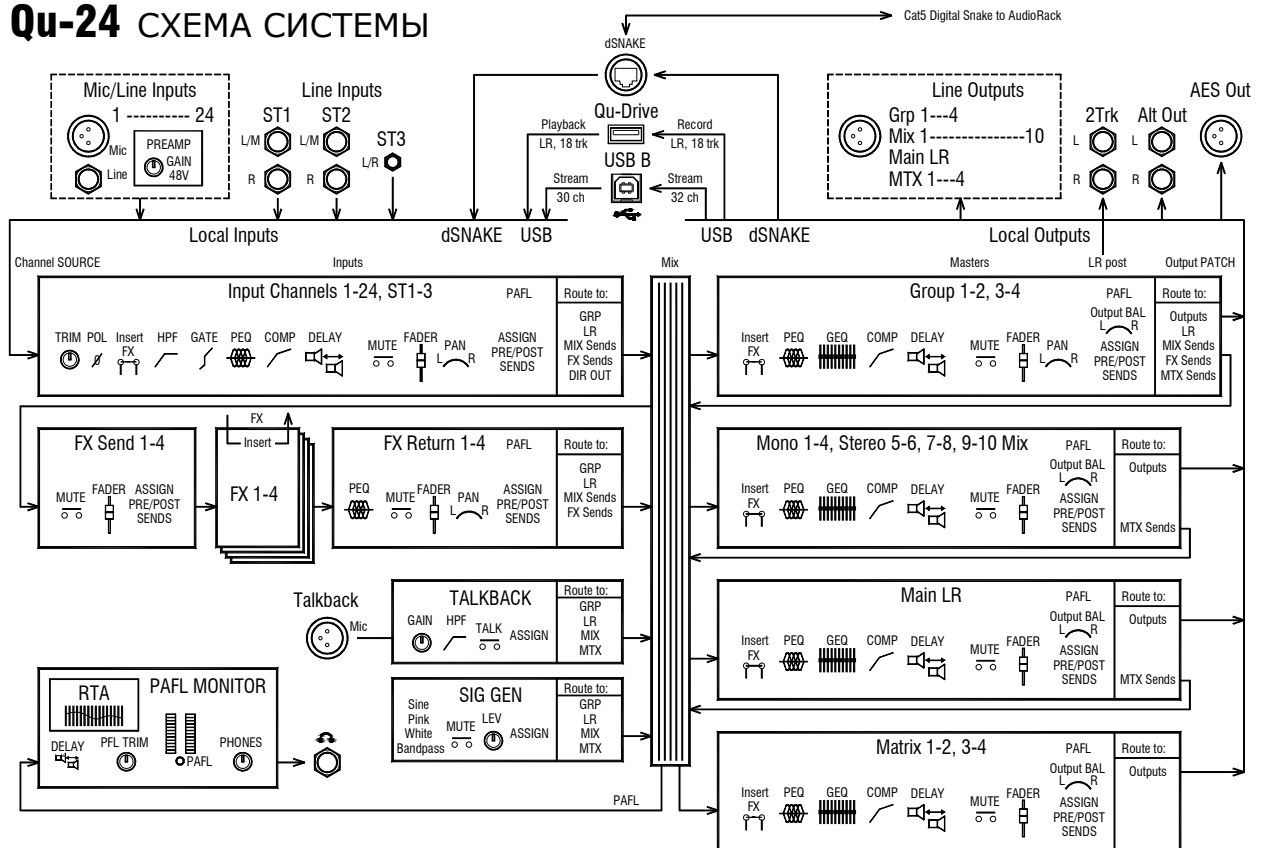 Qu-24 СХЕМА СИСТЕМЫ
Cat5 Digital Snake to AudioRack
dSNAKE
Mic/Line Inputs
1 ---------- 24
Mic
Line
PREAMP
GAIN
48V
Line Inputs
ST1
ST2
ST3
L/M
L/M
L/R
R
R
Qu-Drive
Playback
LR, 18 trk
Record
LR, 18 trk
USB B
Stream
30 ch
Stream
32 ch
Line Outputs
Grp 1---4
Mix 1---------------10
Main LR
MTX 1---4
2Trk
L
R
Alt Out
L
R
AES Out
Local Inputs
dSNAKE
USB
USB
dSNAKE
Local Outputs
Channel SOURCE
Inputs
Mix
Masters
LR post
Output PATCH
Input Channels 1-24, ST1-3
PAFL
TRIM
POL
Insert
FX
HPF
GATE
PEQ
COMP
DELAY
MUTE
FADER
PAN
L
R
ASSIGN
PRE/POST
SENDS
Route to:
GRP
LR
MIX Sends
FX Sends
DIR OUT
Group 1-2, 3-4
PAFL
Output BAL
L
R
Insert
FX
PEQ
GEQ
COMP
DELAY
MUTE
FADER
PAN
L
R
ASSIGN
PRE/POST
SENDS
Route to:
Outputs
LR
MIX Sends
FX Sends
MTX Sends
FX Send 1-4
MUTE
FADER
ASSIGN
PRE/POST
SENDS
FX
Insert
FX 1-4
FX Return 1-4
PAFL
PEQ
MUTE
FADER
PAN
L
R
ASSIGN
PRE/POST
SENDS
Route to:
GRP
LR
MIX Sends
FX Sends
Mono 1-4, Stereo 5-6, 7-8, 9-10 Mix
PAFL
Output BAL
L
R
Insert
FX
PEQ
GEQ
COMP
DELAY
MUTE
FADER
ASSIGN
PRE/POST
SENDS
Route to:
Outputs
MTX Sends
Talkback
Mic
TALKBACK
GAIN
HPF
TALK
ASSIGN
Route to:
GRP
LR
MIX
MTX
Main LR
PAFL
Output BAL
L
R
Insert
FX
PEQ
GEQ
COMP
DELAY
MUTE
FADER
ASSIGN
PRE/POST
SENDS
Route to:
Outputs
MTX Sends
RTA
PAFL MONITOR
DELAY
PFL TRIM
PAFL
PHONES
SIG GEN
Sine
Pink
White
Bandpass
MUTE
LEV
ASSIGN
Route to:
GRP
LR
MIX
MTX
PAFL
Matrix 1-2, 3-4
PAFL
Output BAL
L
R
Insert
FX
PEQ
GEQ
COMP
DELAY
MUTE
FADER
ASSIGN
PRE/POST
SENDS
Route to:
Outputs